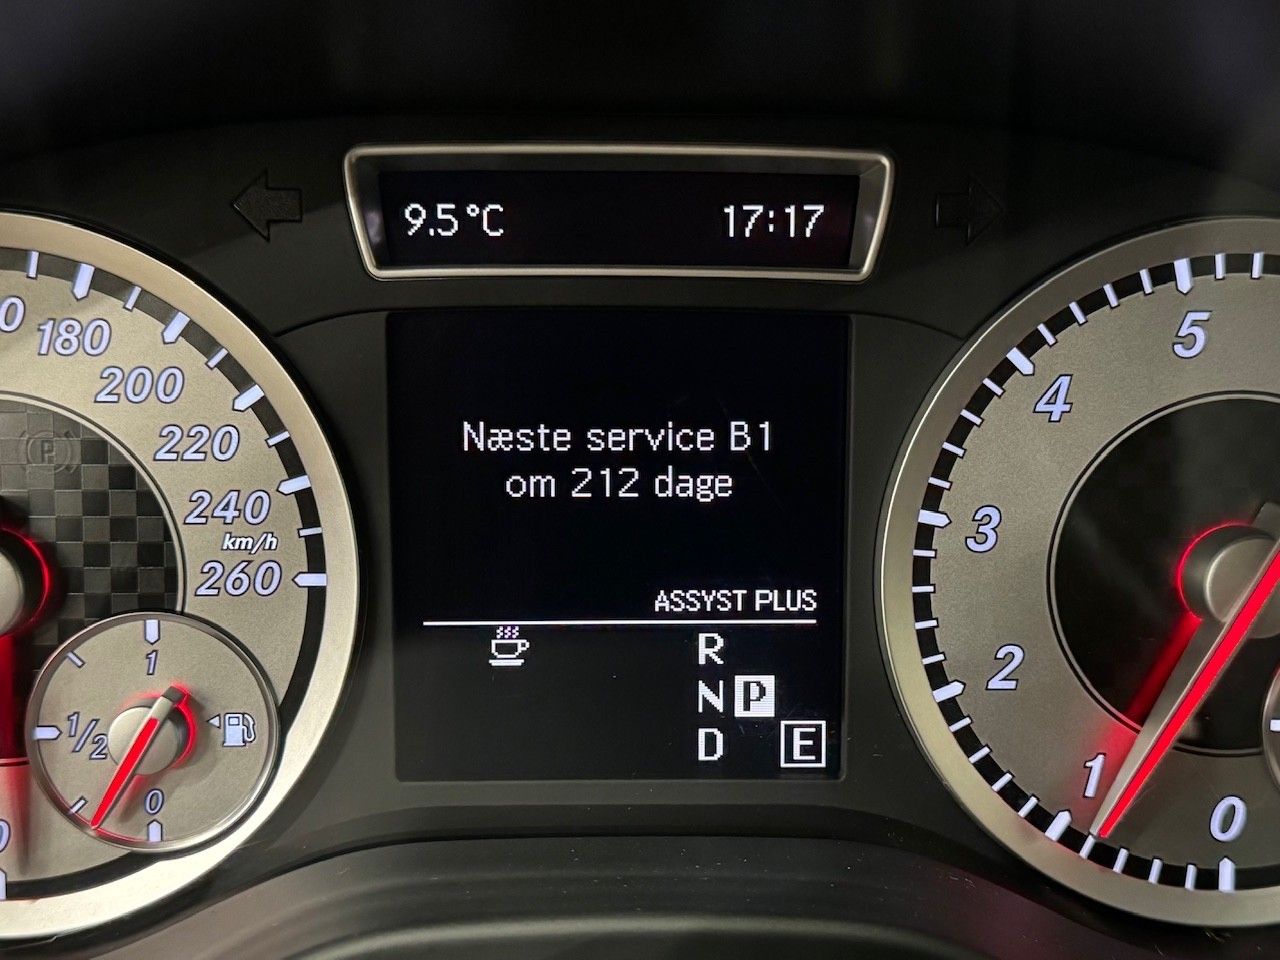 9.5°C 17:17
180
200
220
240
km/h
260
Næste service B1
om 212 dage
ASSYST PLUS
R
N P
D E
1
1/2
0
5
4
3
2
1
0